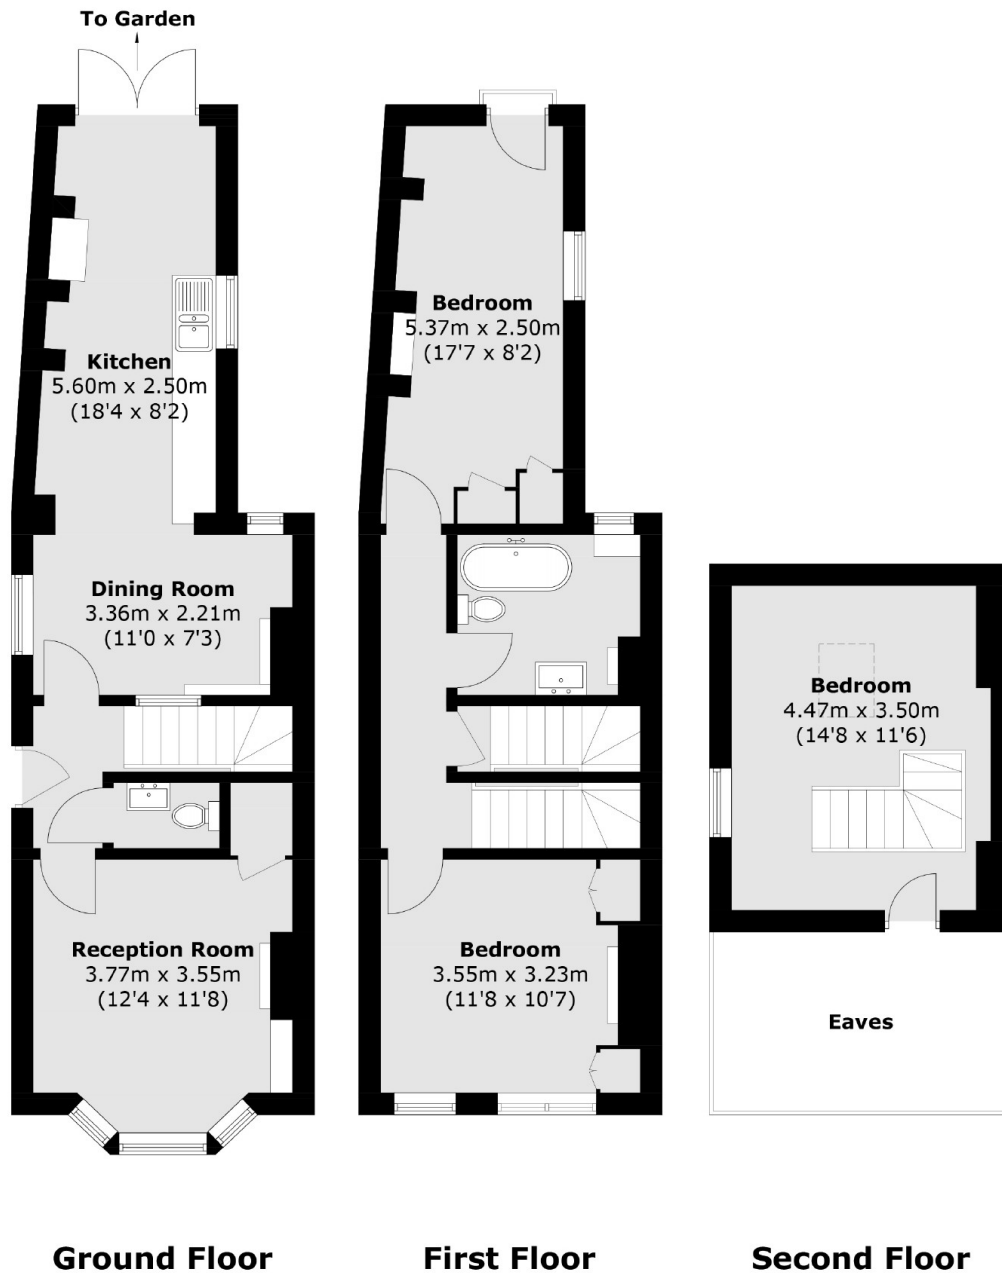 To Garden
Kitchen
5.60m x 2.50m
(18'4 x 8'2)
Dining Room
3.36m x 2.21m
(11'0 x 7'3)
Reception Room
3.77m x 3.55m
(12'4 x 11'8)
Ground Floor
Bedroom
5.37m x 2.50m
(17'7 x 8'2)
Bedroom
3.55m x 3.23m
(11'8 x 10'7)
First Floor
Bedroom
4.47m x 3.50m
(14'8 x 11'6)
Eaves
Second Floor